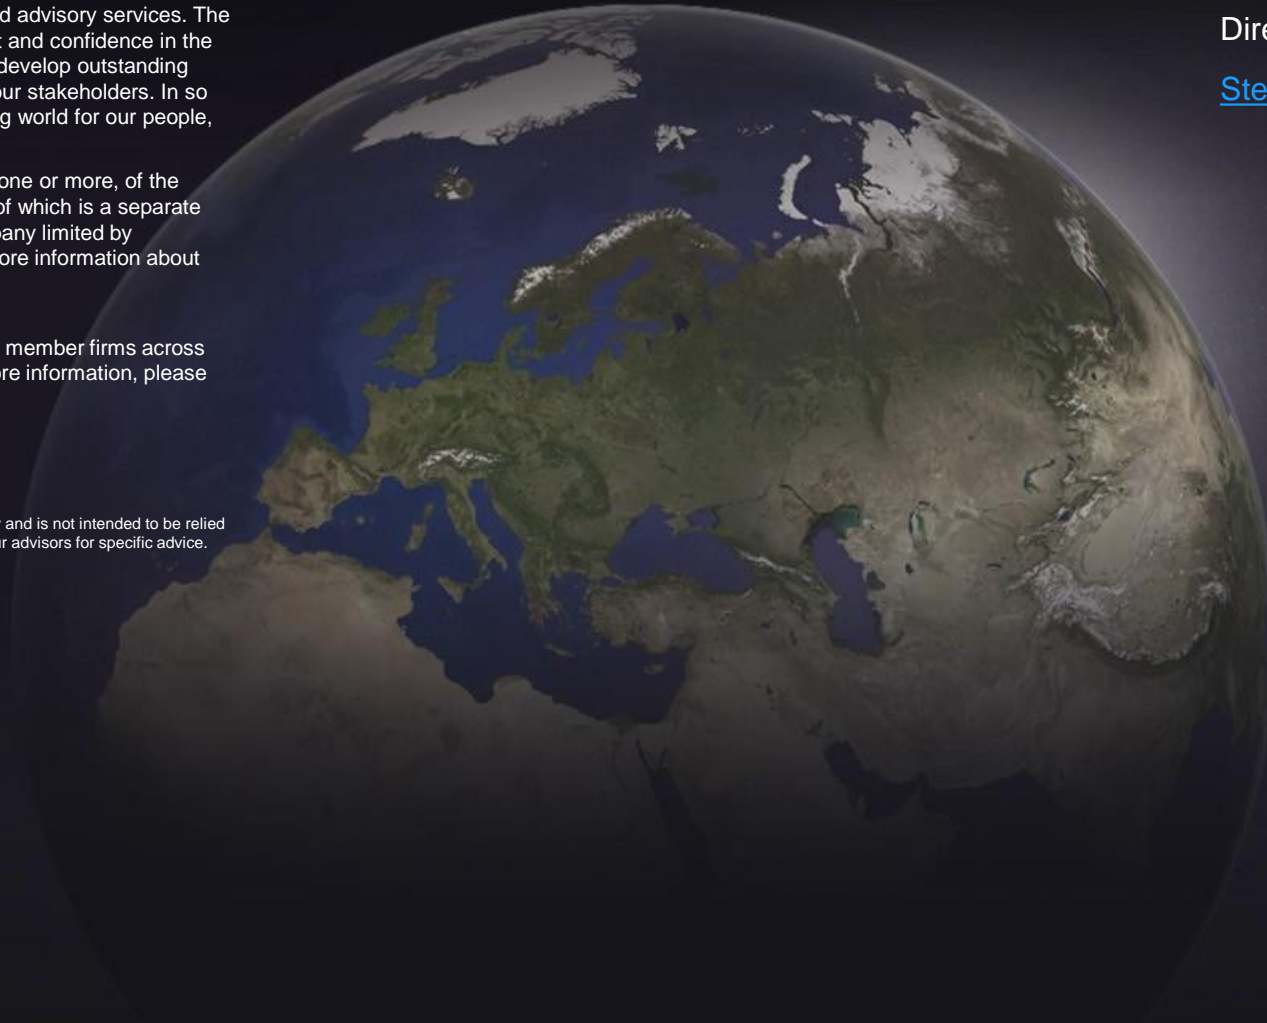 d advisory services. The
t and confidence in the
develop outstanding
our stakeholders. In so
g world for our people,
one or more, of the
of which is a separate
pany limited by
ore information about
member firms across
ore information, please
and is not intended to be relied
ur advisors for specific advice.
Dire
Ste